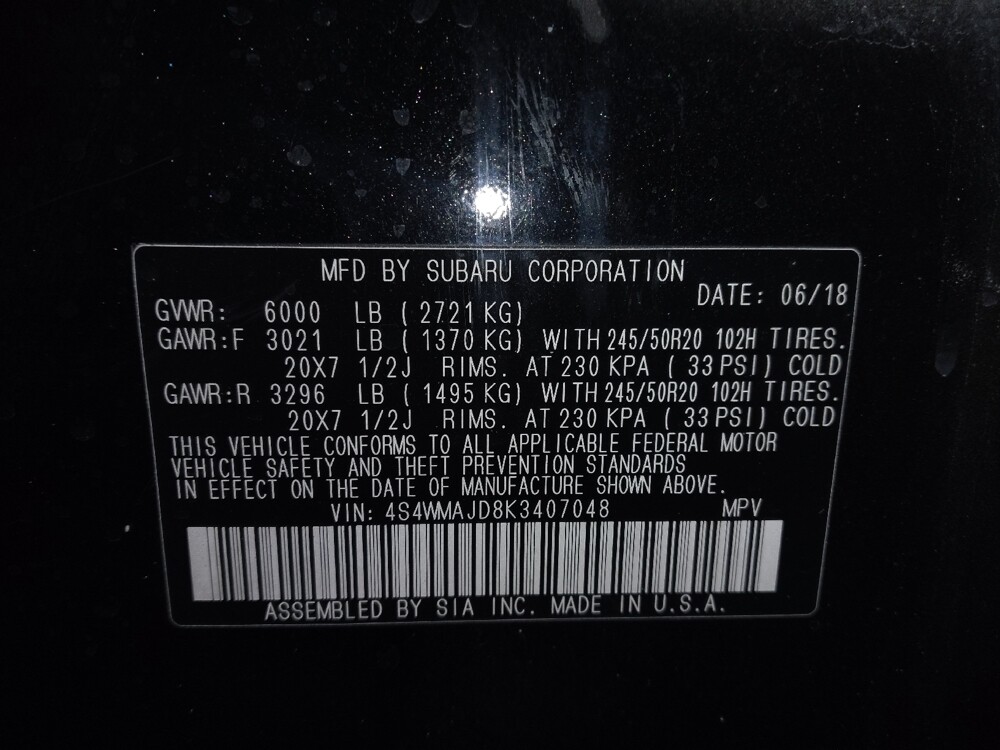 MFD BY SUBARU CORPORATION
DATE: 06/18
GVWR: 6000 LB ( 2721 KG)
GAWR:F 3021 LB ( 1370 KG) WITH 245/50R20 102H TIRES.
20X7 1/2J RIMS. AT 230 KPA ( 33 PSI) COLD
GAWR:R 3296 LB ( 1495 KG) WITH 245/50R20 102H TIRES.
20X7 1/2J RIMS. AT 230 KPA ( 33 PSI) COLD
THIS VEHICLE CONFORMS TO ALL APPLICABLE FEDERAL MOTOR
VEHICLE SAFETY AND THEFT PREVENTION STANDARDS
IN EFFECT ON THE DATE OF MANUFACTURE SHOWN ABOVE.
VIN: 4S4WMAJD8K3407048 MPV
ASSEMBLED BY SIA INC. MADE IN U.S.A.